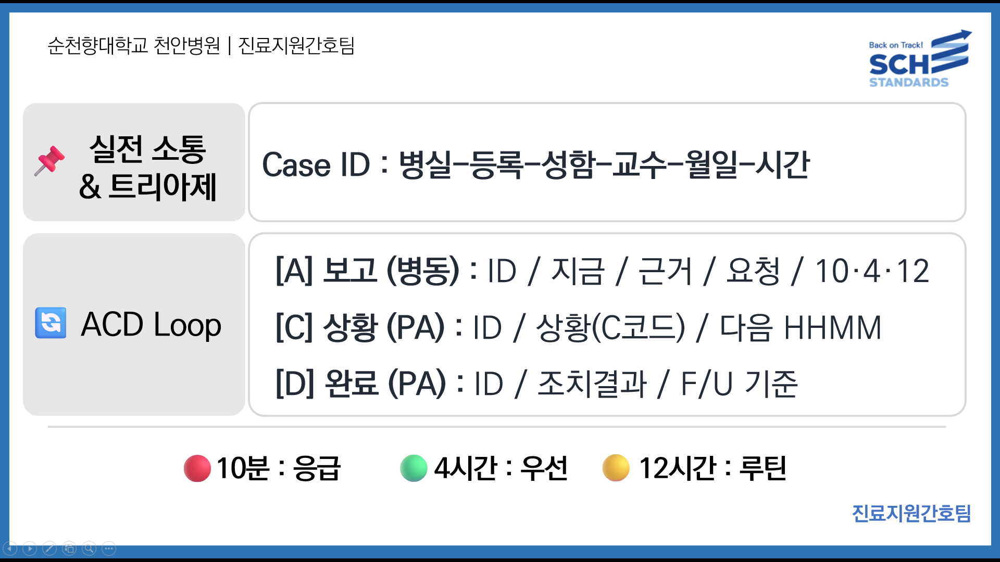 순천향대학교 천안병원 | 진료지원간호팀
Back on Track!
SCH
STANDARDS
실전 소통
& 트리아제
Case ID : 병실-등록-성함-교수-월일-시간
ACD Loop
[A] 보고 (병동) : ID / 지금 / 근거 / 요청 / 10·4·12
[C] 상황 (PA) : ID / 상황(C코드) / 다음 HHMM
[D] 완료 (PA) : ID / 조치결과 / F/U 기준
10분 : 응급 4시간 : 우선 12시간 : 루틴
진료지원간호팀